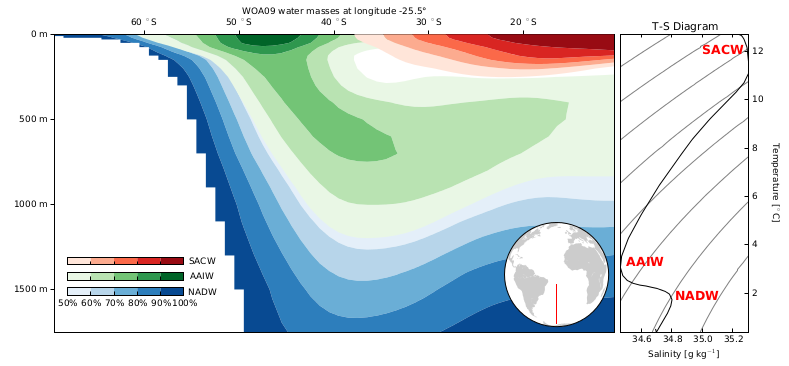 WOA09 water masses at longitude -25.5°
60 °S 50 °S 40 °S 30 °S 20 °S
0 m
500 m
1000 m
1500 m
SACW
AAIW
NADW
50% 60% 70% 80% 90%100%
T-S Diagram
SACW
AAIW
NADW
12
10
8
6
4
2
Temperature [°C]
34.6 34.8 35.0 35.2
Salinity [g kg⁻¹]